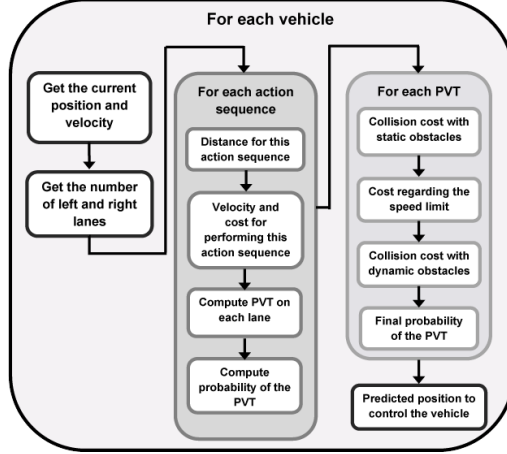 For each vehicle
Get the current
position and
velocity
Get the number
of left and right
lanes
For each action
sequence
Distance for this
action sequence
Velocity and
cost for
performing this
action sequence
Compute PVT on
each lane
Compute
probability of the
PVT
For each PVT
Collision cost with
static obstacles
Cost regarding the
speed limit
Collision cost with
dynamic obstacles
Final probability
of the PVT
Predicted position to
control the vehicle